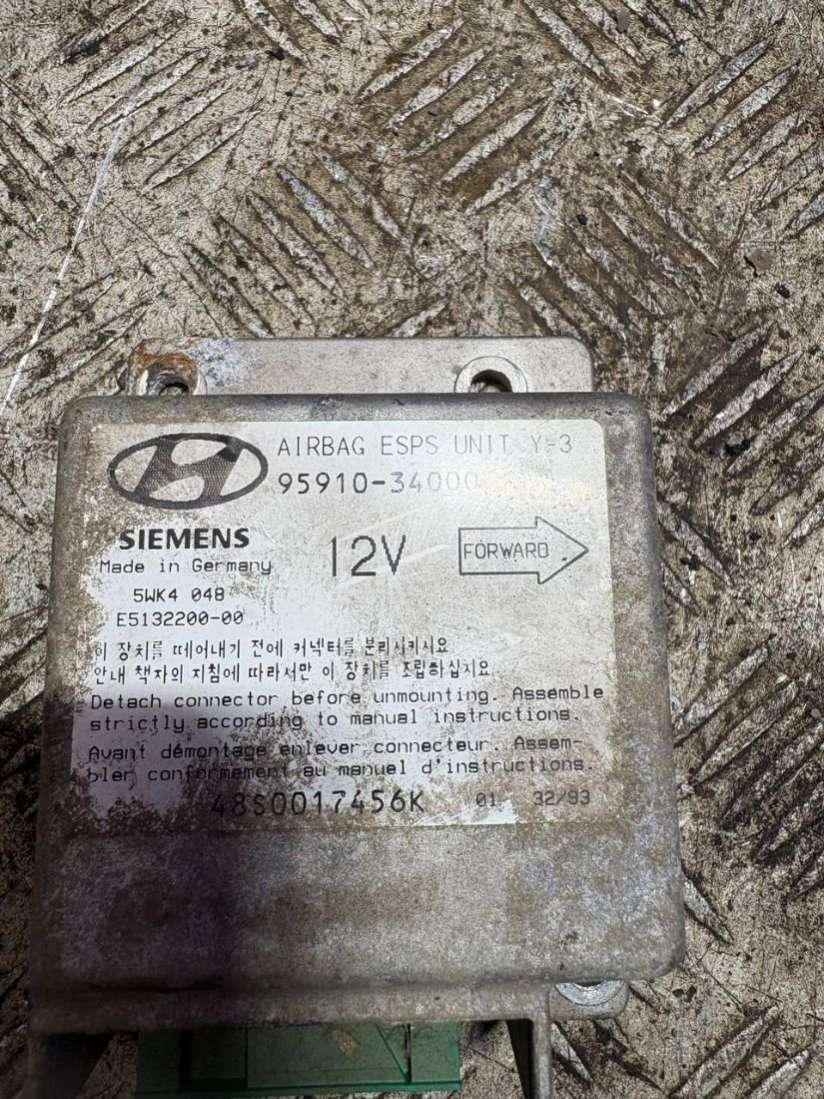 AIRBAG ESPS UNIT Y-3
95910-34000
SIEMENS
Made in Germany
12V
FORWARD
5WK4 048
E5132200-00
이 장치를 떼어내기 전에 커넥터를 분리시키시요
안내 책자의 지침에 따라서만 이 장치를 조립하십지요.
Detach connector before unmounting. Assemble
strictly according to manual instructions.
Avant démontage enlever connecteur. Assem-
bler conformement au manuel d'instructions.
48S0017456K 01 32/93